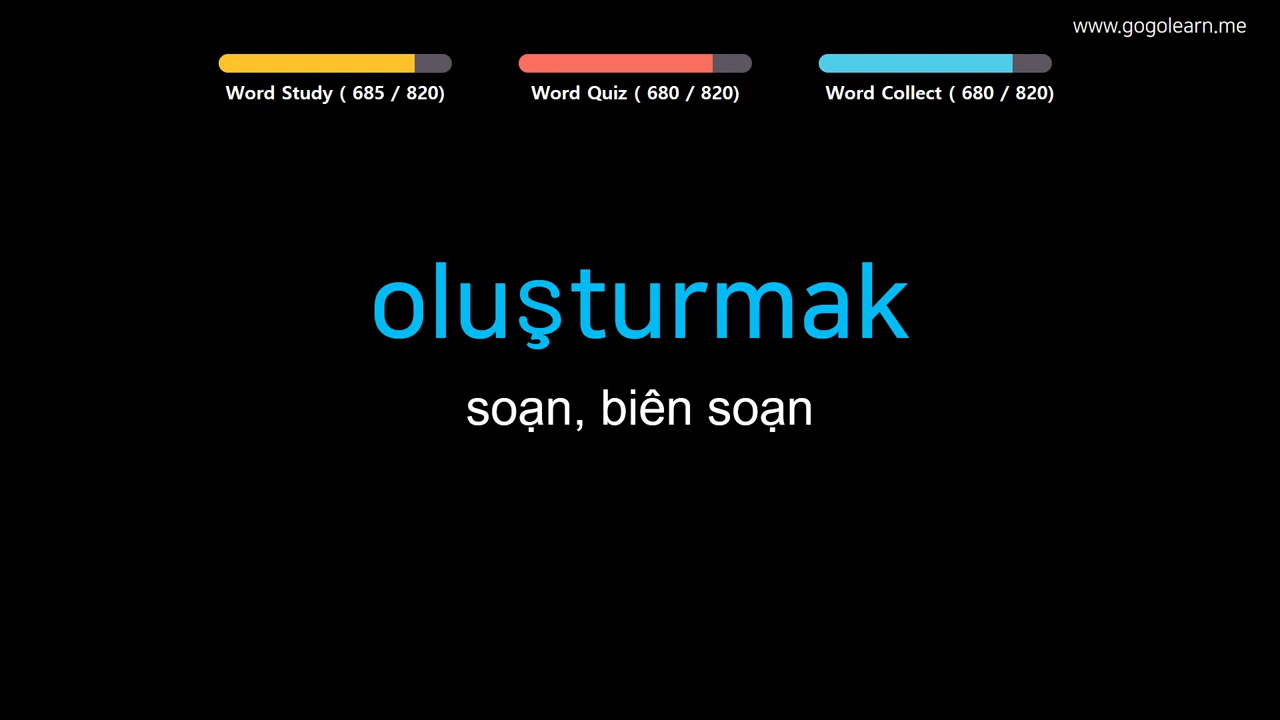 www.gogolearn.me
Word Study ( 685 / 820)
Word Quiz ( 680 / 820)
Word Collect ( 680 / 820)
oluşturmak
soạn, biên soạn